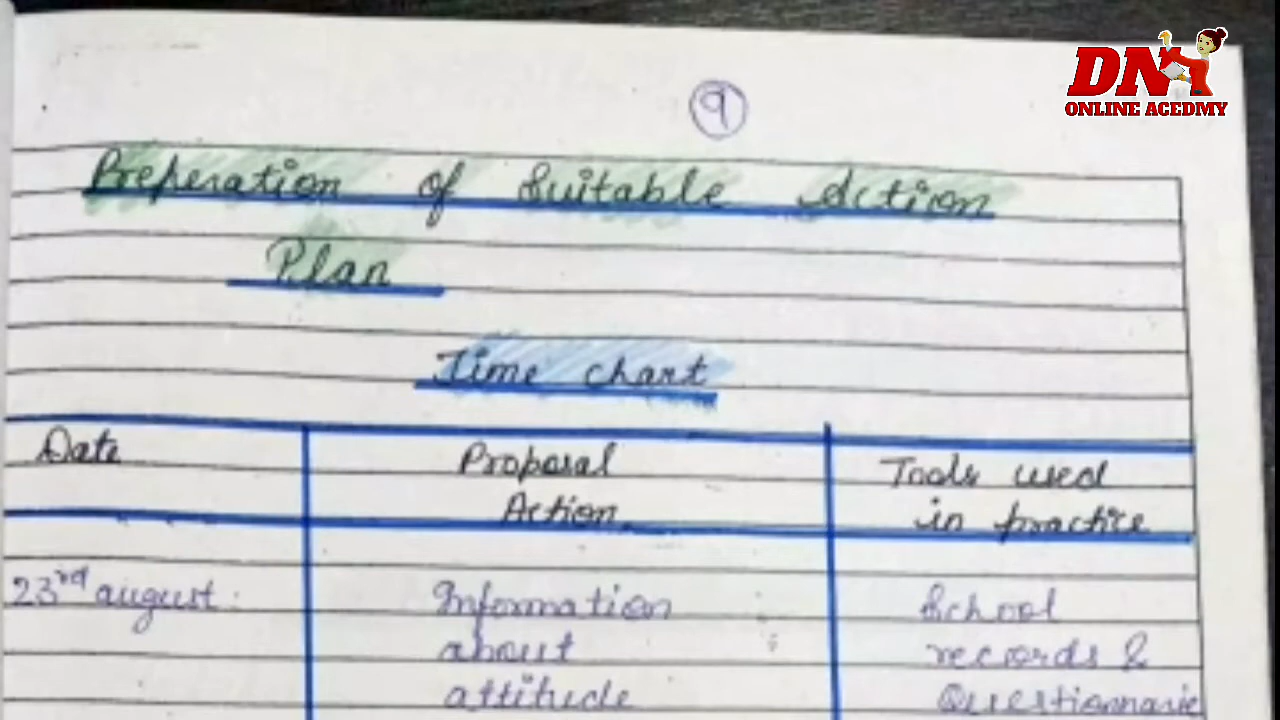 DN
ONLINE ACEDMY
9
Preperation of Suitable Action
Plan
Time chart
Date
Proposal
Action
Tools used
in practice
23rd august
Information
about
attitude
School
records &
Questionnarie